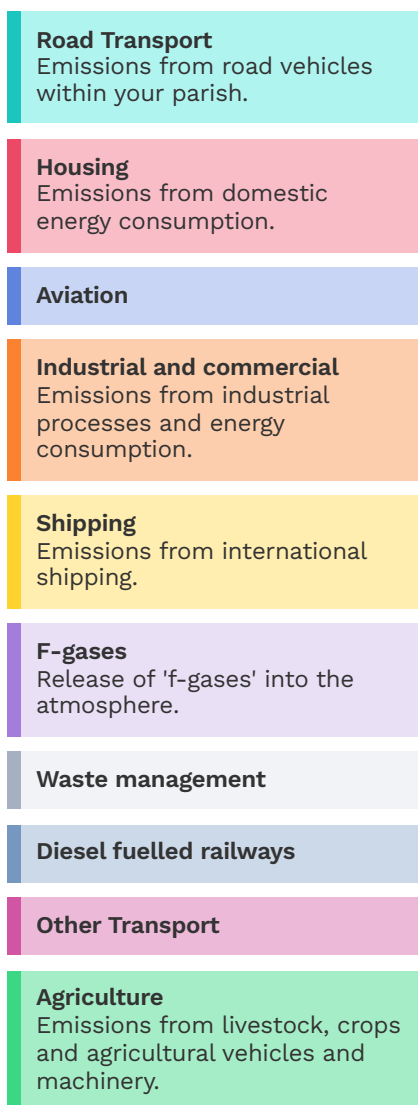 Road Transport
Emissions from road vehicles
within your parish.
Housing
Emissions from domestic
energy consumption.
Aviation
Industrial and commercial
Emissions from industrial
processes and energy
consumption.
Shipping
Emissions from international
shipping.
F-gases
Release of 'f-gases' into the
atmosphere.
Waste management
Diesel fuelled railways
Other Transport
Agriculture
Emissions from livestock, crops
and agricultural vehicles and
machinery.